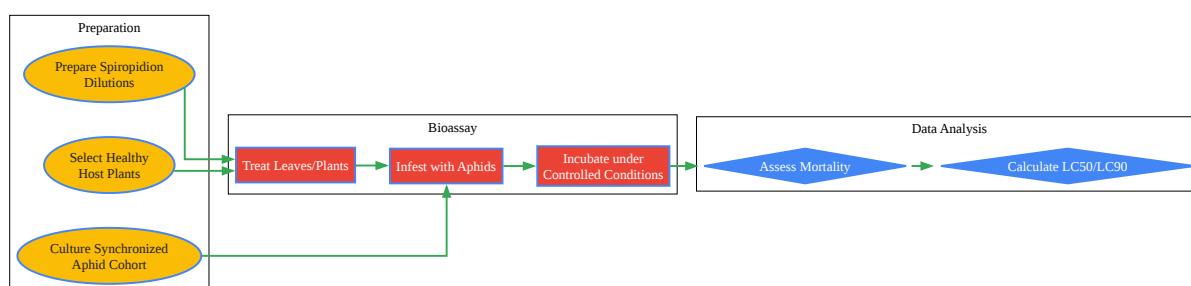 Preparation
Prepare Spiropidion
Dilutions
Select Healthy
Host Plants
Culture Synchronized
Aphid Cohort
Bioassay
Treat Leaves/Plants
Infest with Aphids
Incubate under
Controlled Conditions
Data Analysis
Assess Mortality
Calculate LC50/LC90